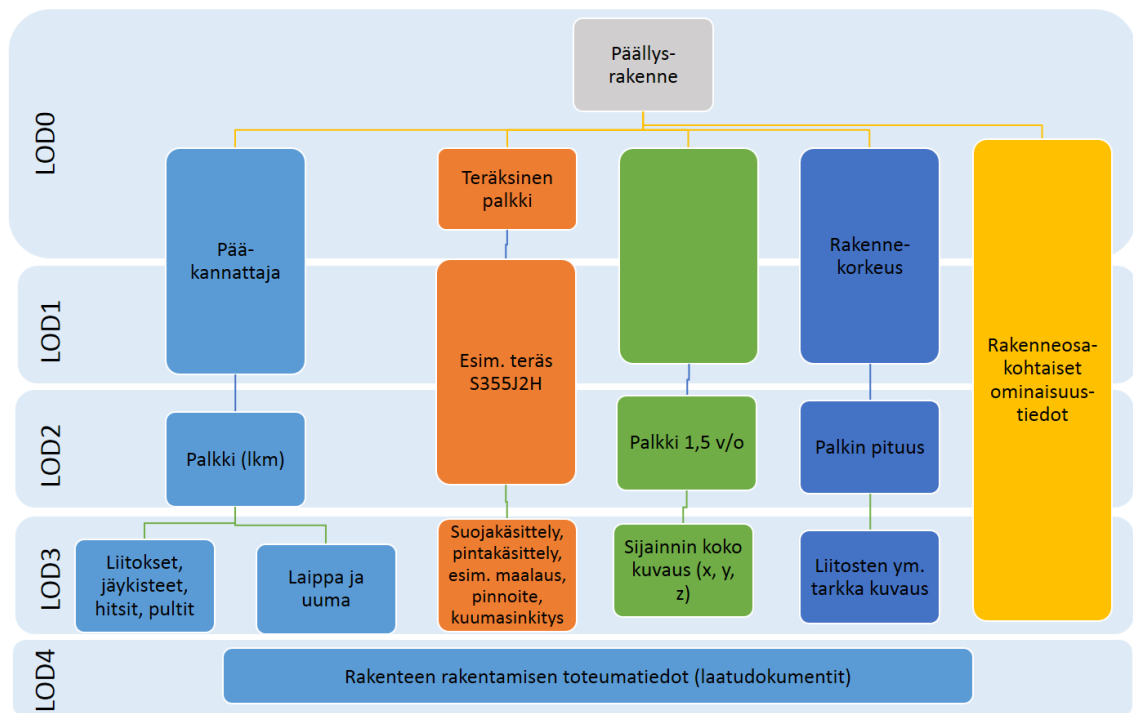 LOD0
Päällys-
rakenne
Pää-
kannattaja
Teräksinen
palkki
Rakenne-
korkeus
LOD1
Esim. teräs
S355J2H
Rakenneosa-
kohtaiset
ominaisuus-
tiedot
LOD2
Palkki (lkm)
Palkki 1,5 v/o
Palkin pituus
LOD3
Liitokset,
jäykisteet,
hitsit, pultit
Laippa ja
uuma
Suojakäsittely,
pintakäsittely,
esim. maalaus,
pinnoite,
kuumasinkitys
Sijainnin koko
kuvaus (x, y,
z)
Liitosten ym.
tarkka kuvaus
LOD4
Rakenteen rakentamisen toteumatiedot (laatudokumentit)